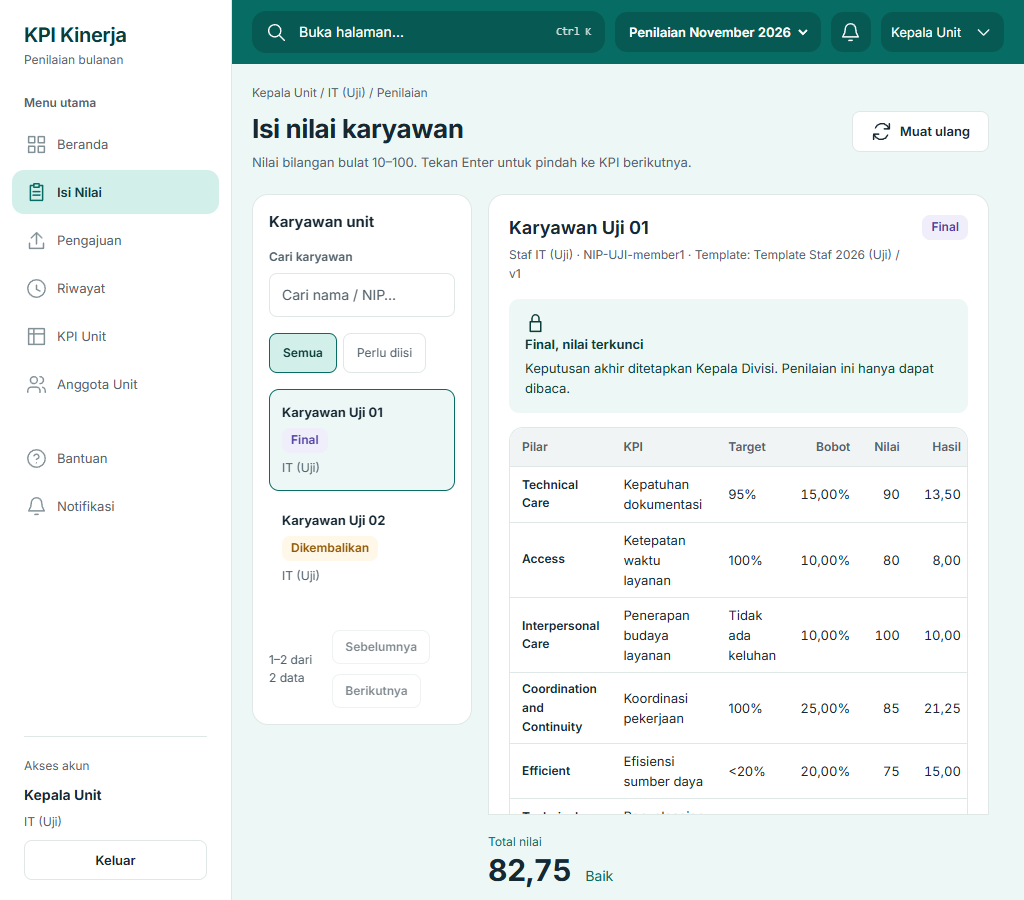 KPI Kinerja
Penilaian bulanan
Menu utama
Beranda
Isi Nilai
Pengajuan
Riwayat
KPI Unit
Anggota Unit
Bantuan
Notifikasi
Akses akun
Kepala Unit
IT (Uji)
Keluar
Buka halaman...
Ctrl K
Penilaian November 2026
Kepala Unit
Kepala Unit / IT (Uji) / Penilaian
Isi nilai karyawan
Nilai bilangan bulat 10–100. Tekan Enter untuk pindah ke KPI berikutnya.
Muat ulang
Karyawan unit
Cari karyawan
Cari nama / NIP...
Semua
Perlu diisi
Karyawan Uji 01
Final
IT (Uji)
Karyawan Uji 02
Dikembalikan
IT (Uji)
1–2 dari
2 data
Sebelumnya
Berikutnya
Karyawan Uji 01
Final
Staf IT (Uji) · NIP-UJI-member1 · Template: Template Staf 2026 (Uji) /
v1
Final, nilai terkunci
Keputusan akhir ditetapkan Kepala Divisi. Penilaian ini hanya dapat
dibaca.
Pilar KPI Target Bobot Nilai Hasil
Technical
Care
Kepatuhan
dokumentasi
95% 15,00% 90 13,50
Access
Ketepatan
waktu
layanan
100% 10,00% 80 8,00
Interpersonal
Care
Penerapan
budaya
layanan
Tidak
ada
keluhan
10,00% 100 10,00
Coordination
and
Continuity
Koordinasi
pekerjaan
100% 25,00% 85 21,25
Efficient
Efisiensi
sumber daya
<20% 20,00% 75 15,00
Total nilai
82,75 Baik